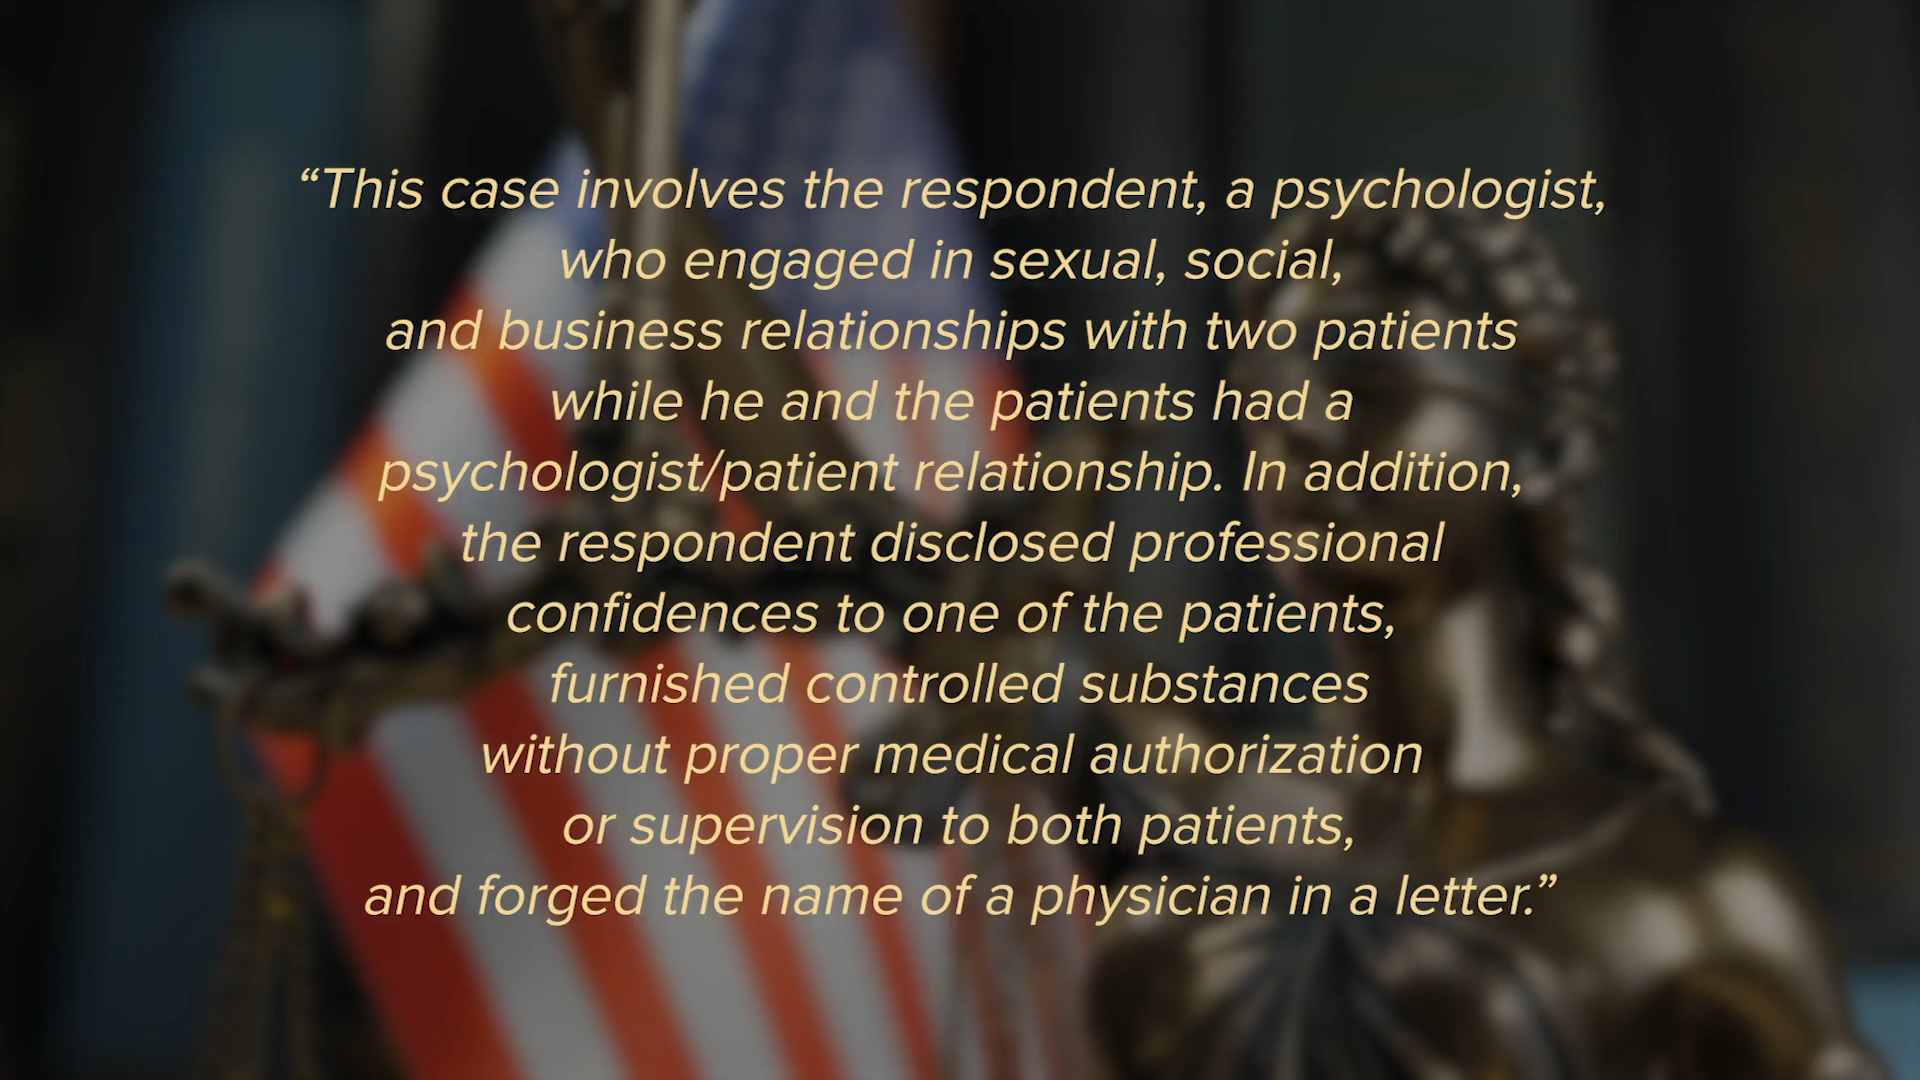 “This case involves the respondent, a psychologist,
who engaged in sexual, social,
and business relationships with two patients
while he and the patients had a
psychologist/patient relationship. In addition,
the respondent disclosed professional
confidences to one of the patients,
furnished controlled substances
without proper medical authorization
or supervision to both patients,
and forged the name of a physician in a letter.”